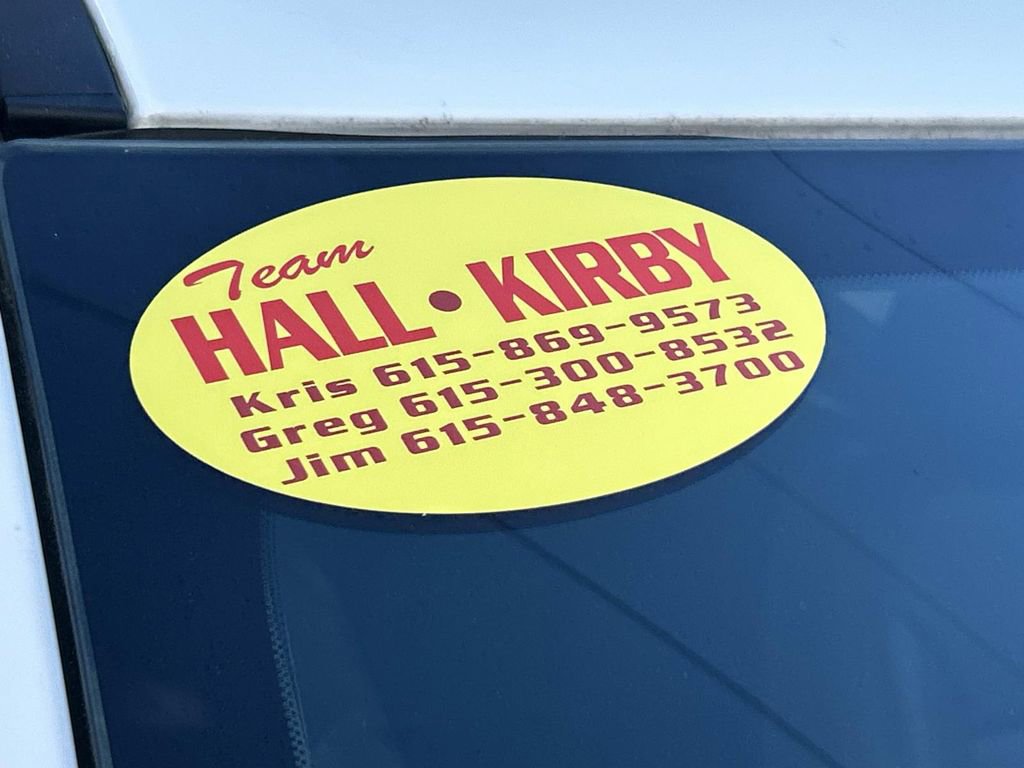 Team
HALL • KIRBY
Kris 615-869-9573
Greg 615-300-8532
Jim 615-848-3700